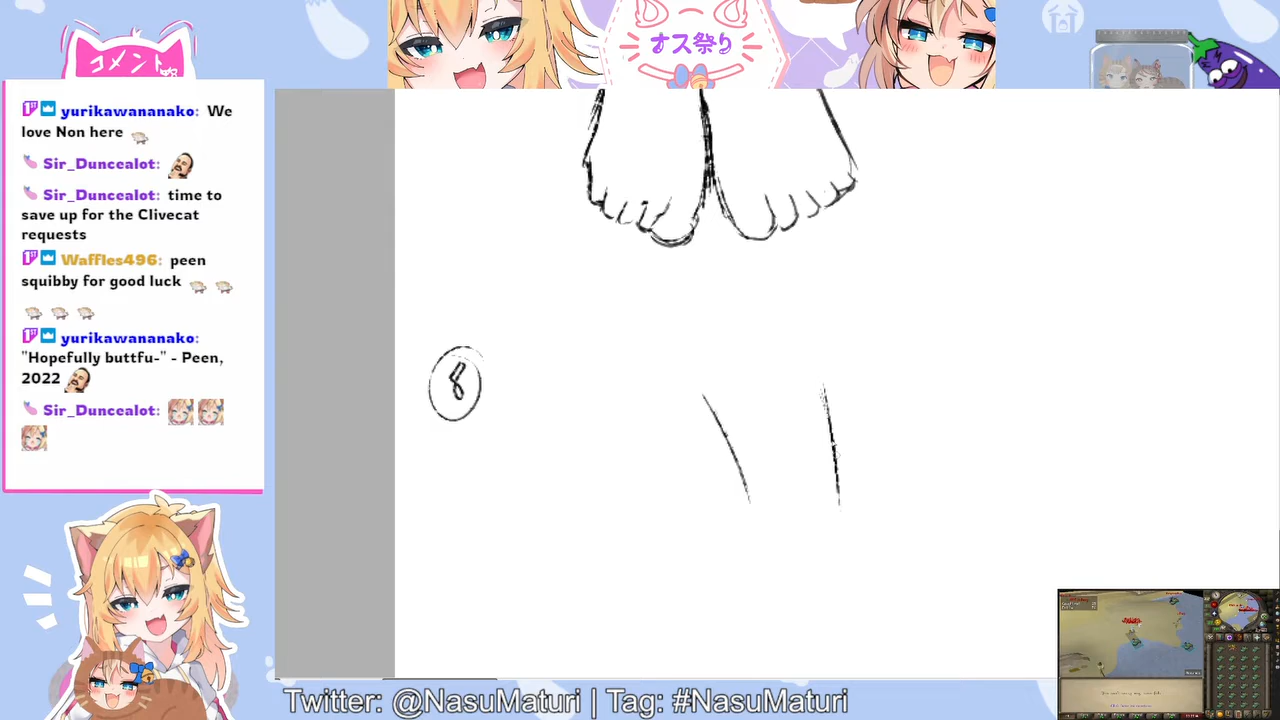 コメント
ナス祭り
yurikawananako: We
love Non here
Sir_Duncealot:
Sir_Duncealot: time to
save up for the Clivecat
requests
Waffles496: peen
squibby for good luck
yurikawananako:
"Hopefully buttfu-" - Peen,
2022
Sir_Duncealot:
8
Twitter: @NasuMaturi | Tag: #NasuMaturi